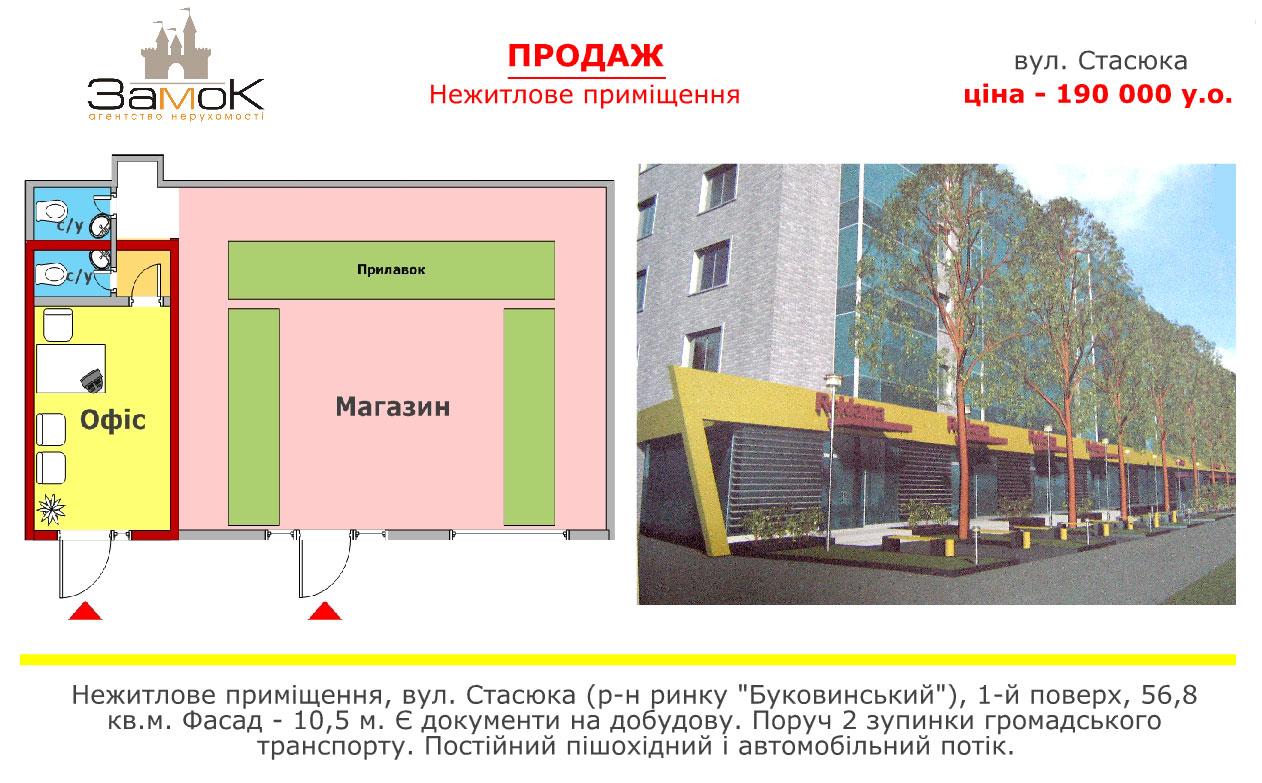 Замок
агентство нерухомості
ПРОДАЖ
Нежитлове приміщення
вул. Стасюка
ціна - 190 000 у.о.
с/у
с/у
Прилавок
Магазин
Офіс
Reklama
Нежитлове приміщення, вул. Стасюка (р-н ринку "Буковинський"), 1-й поверх, 56,8
кв.м. Фасад - 10,5 м. Є документи на добудову. Поруч 2 зупинки громадського
транспорту. Постійний пішохідний і автомобільний потік.